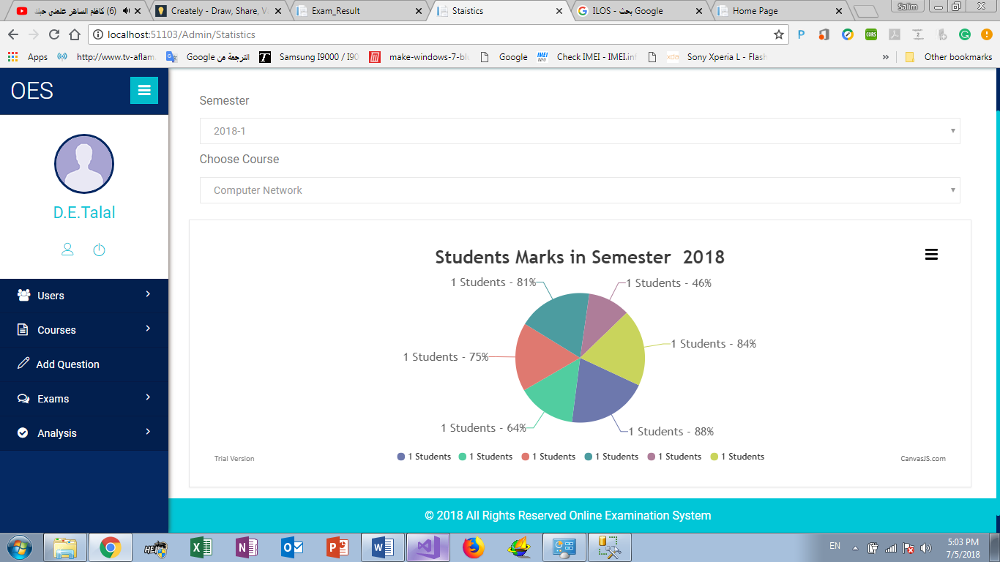 (6) كاظم الساهر علمني حبك
Creately - Draw, Share, V
Exam_Result
Staistics
ILOS - بحث Google
Home Page
Salim
localhost:51103/Admin/Statistics
Apps
http://www.tv-aflam
الترجمة من Google
Samsung I9000 / I90
make-windows-7-bl
Google
Check IMEI - IMEI.inf
Sony Xperia L - Flash
»
Other bookmarks
OES
D.E.Talal
Users
Courses
Add Question
Exams
Analysis
Semester
2018-1
Choose Course
Computer Network
Students Marks in Semester 2018
1 Students - 81%
1 Students - 46%
1 Students - 84%
1 Students - 75%
1 Students - 64%
1 Students - 88%
1 Students 1 Students 1 Students 1 Students 1 Students 1 Students
Trial Version
CanvasJS.com
© 2018 All Rights Reserved Online Examination System
EN
5:03 PM
7/5/2018